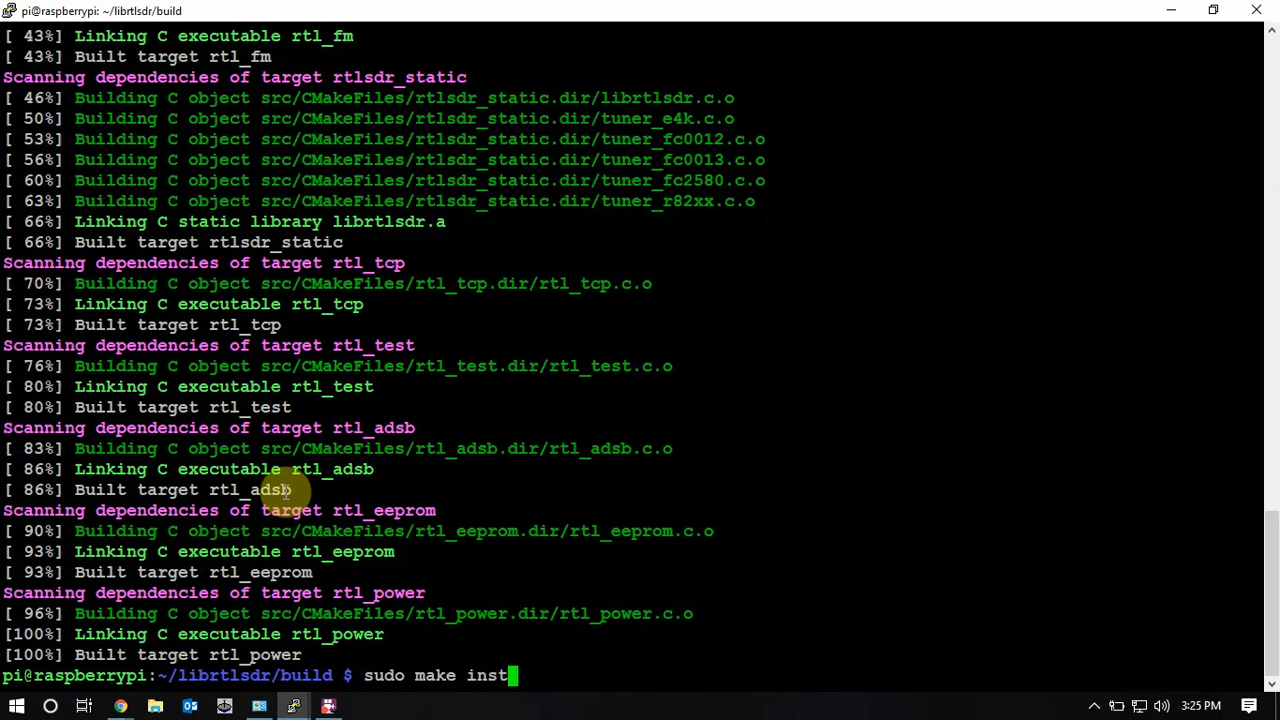 pi@raspberrypi: ~/librtlsdr/build
[ 43%] Linking C executable rtl_fm
[ 43%] Built target rtl_fm
Scanning dependencies of target rtlsdr_static
[ 46%] Building C object src/CMakeFiles/rtlsdr_static.dir/librtlsdr.c.o
[ 50%] Building C object src/CMakeFiles/rtlsdr_static.dir/tuner_e4k.c.o
[ 53%] Building C object src/CMakeFiles/rtlsdr_static.dir/tuner_fc0012.c.o
[ 56%] Building C object src/CMakeFiles/rtlsdr_static.dir/tuner_fc0013.c.o
[ 60%] Building C object src/CMakeFiles/rtlsdr_static.dir/tuner_fc2580.c.o
[ 63%] Building C object src/CMakeFiles/rtlsdr_static.dir/tuner_r82xx.c.o
[ 66%] Linking C static library librtlsdr.a
[ 66%] Built target rtlsdr_static
Scanning dependencies of target rtl_tcp
[ 70%] Building C object src/CMakeFiles/rtl_tcp.dir/rtl_tcp.c.o
[ 73%] Linking C executable rtl_tcp
[ 73%] Built target rtl_tcp
Scanning dependencies of target rtl_test
[ 76%] Building C object src/CMakeFiles/rtl_test.dir/rtl_test.c.o
[ 80%] Linking C executable rtl_test
[ 80%] Built target rtl_test
Scanning dependencies of target rtl_adsb
[ 83%] Building C object src/CMakeFiles/rtl_adsb.dir/rtl_adsb.c.o
[ 86%] Linking C executable rtl_adsb
[ 86%] Built target rtl_adsb
Scanning dependencies of target rtl_eeprom
[ 90%] Building C object src/CMakeFiles/rtl_eeprom.dir/rtl_eeprom.c.o
[ 93%] Linking C executable rtl_eeprom
[ 93%] Built target rtl_eeprom
Scanning dependencies of target rtl_power
[ 96%] Building C object src/CMakeFiles/rtl_power.dir/rtl_power.c.o
[100%] Linking C executable rtl_power
[100%] Built target rtl_power
pi@raspberrypi:~/librtlsdr/build $ sudo make inst
3:25 PM